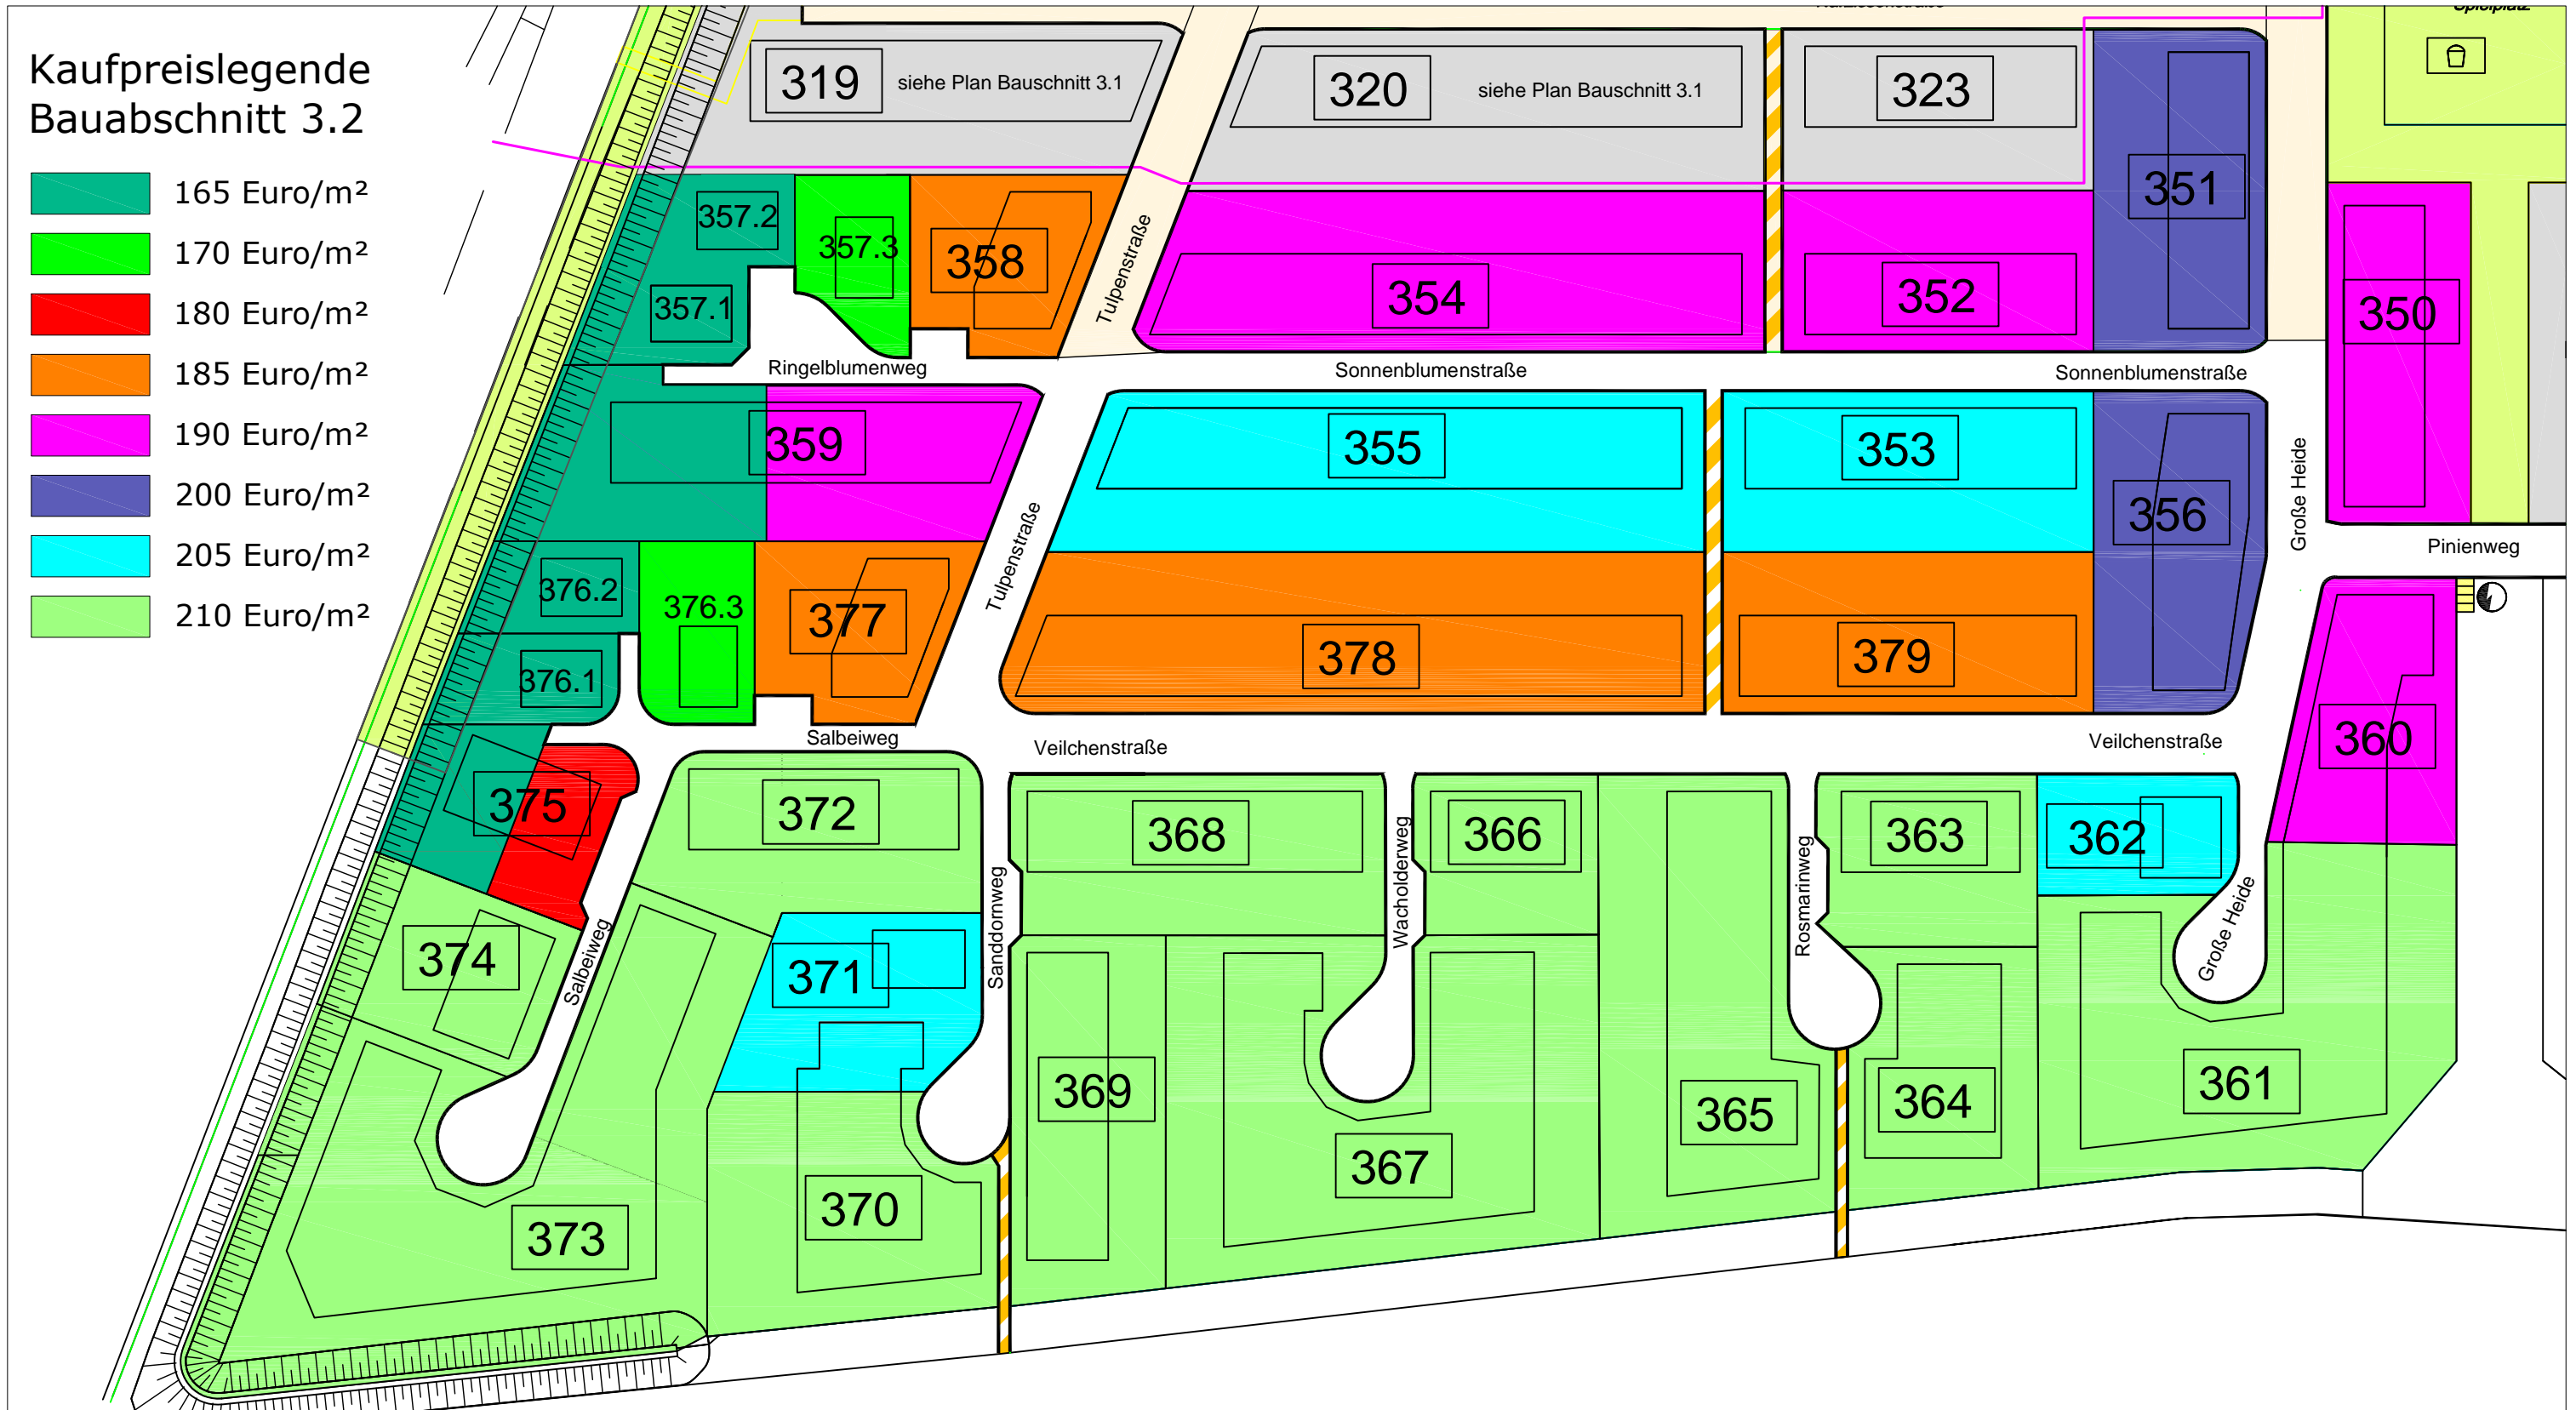 Spielplatz
Kaufpreislegende
Bauabschnitt 3.2
165 Euro/m²
170 Euro/m²
180 Euro/m²
185 Euro/m²
190 Euro/m²
200 Euro/m²
205 Euro/m²
210 Euro/m²
319 siehe Plan Bauschnitt 3.1
320 siehe Plan Bauschnitt 3.1
323
351
357.2
357.3
358
357.1
Tulpenstraße
354
352
350
Ringelblumenweg
Sonnenblumenstraße
Sonnenblumenstraße
359
355
353
356
Große Heide
Pinienweg
376.2
376.3
377
Tulpenstraße
378
379
376.1
360
Salbeiweg
Veilchenstraße
Veilchenstraße
375
372
368
Wacholderweg
366
Rosmarinweg
363
362
374
Salbeiweg
371
Sanddornweg
Große Heide
369
367
365
364
361
373
370